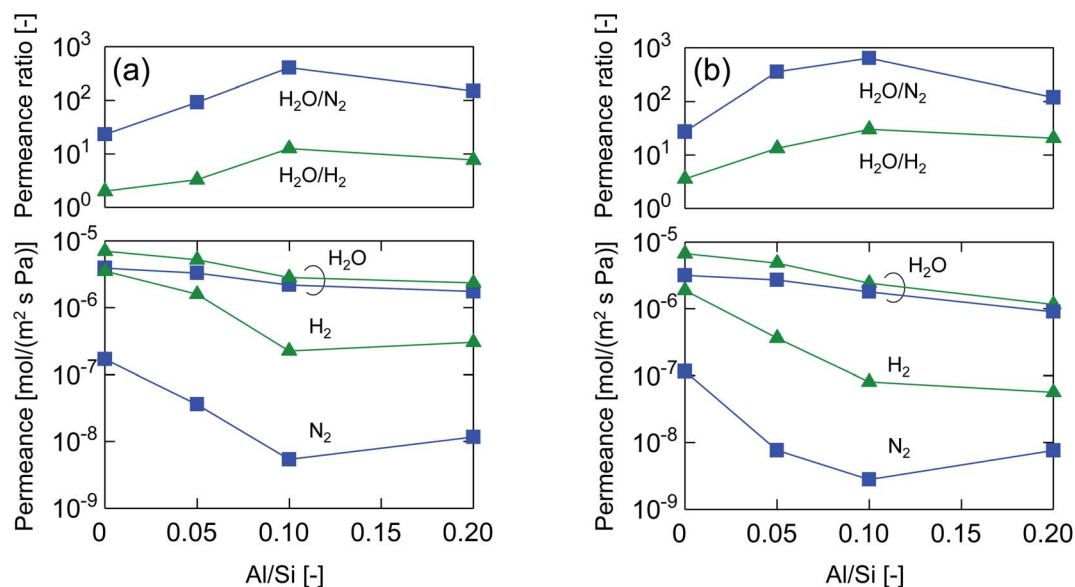 (a)
Permeance ratio [-]
10³
10²
10¹
10⁰
H₂O/N₂
H₂O/H₂
Permeance [mol/(m² s Pa)]
10⁻⁵
10⁻⁶
10⁻⁷
10⁻⁸
10⁻⁹
H₂O
H₂
N₂
0 0.05 0.10 0.15 0.20
Al/Si [-]
(b)
Permeance ratio [-]
10³
10²
10¹
10⁰
H₂O/N₂
H₂O/H₂
Permeance [mol/(m² s Pa)]
10⁻⁵
10⁻⁶
10⁻⁷
10⁻⁸
10⁻⁹
H₂O
H₂
N₂
0 0.05 0.10 0.15 0.20
Al/Si [-]